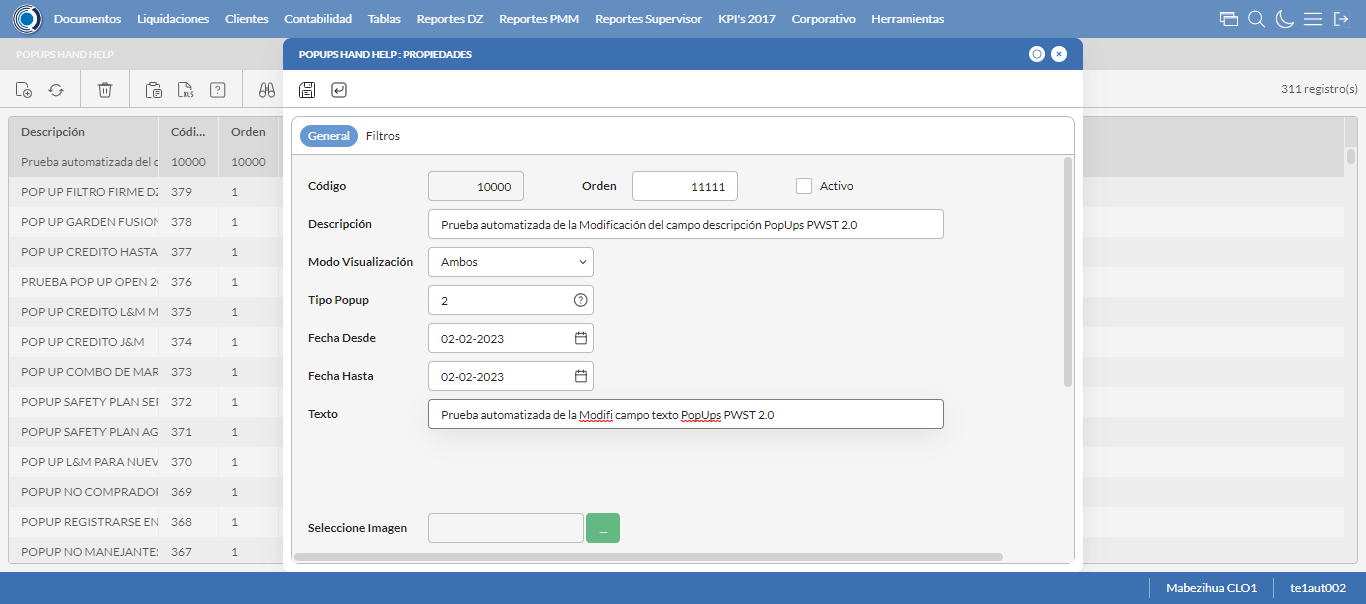 Documentos Liquidaciones Clientes Contabilidad Tablas Reportes DZ Reportes PMM Reportes Supervisor KPI's 2017 Corporativo Herramientas
POPUPS HAND HELP
POPUPS HAND HELP : PROPIEDADES
XLS
311 registro(s)
General Filtros
Descripción Códi... Orden
Prueba automatizada del c 10000 10000
POP UP FILTRO FIRME DZ 379 1
POP UP GARDEN FUSION 378 1
POP UP CREDITO HASTA 377 1
PRUEBA POP UP OPEN 20 376 1
POP UP CREDITO L&M M 375 1
POP UP CREDITO J&M 374 1
POP UP COMBO DE MAR 373 1
POPUP SAFETY PLAN SER 372 1
POPUP SAFETY PLAN AG 371 1
POP UP L&M PARA NUEV 370 1
POPUP NO COMPRADOR 369 1
POPUP REGISTRARSE EN 368 1
POPUP NO MANEJANTES 367 1
Código 10000 Orden 11111 Activo
Descripción Prueba automatizada de la Modificación del campo descripción PopUps PWST 2.0
Modo Visualización Ambos
Tipo Popup 2
Fecha Desde 02-02-2023
Fecha Hasta 02-02-2023
Texto Prueba automatizada de la Modifi campo texto PopUps PWST 2.0
Seleccione Imagen ...
Mabezihua CLO1 te1aut002